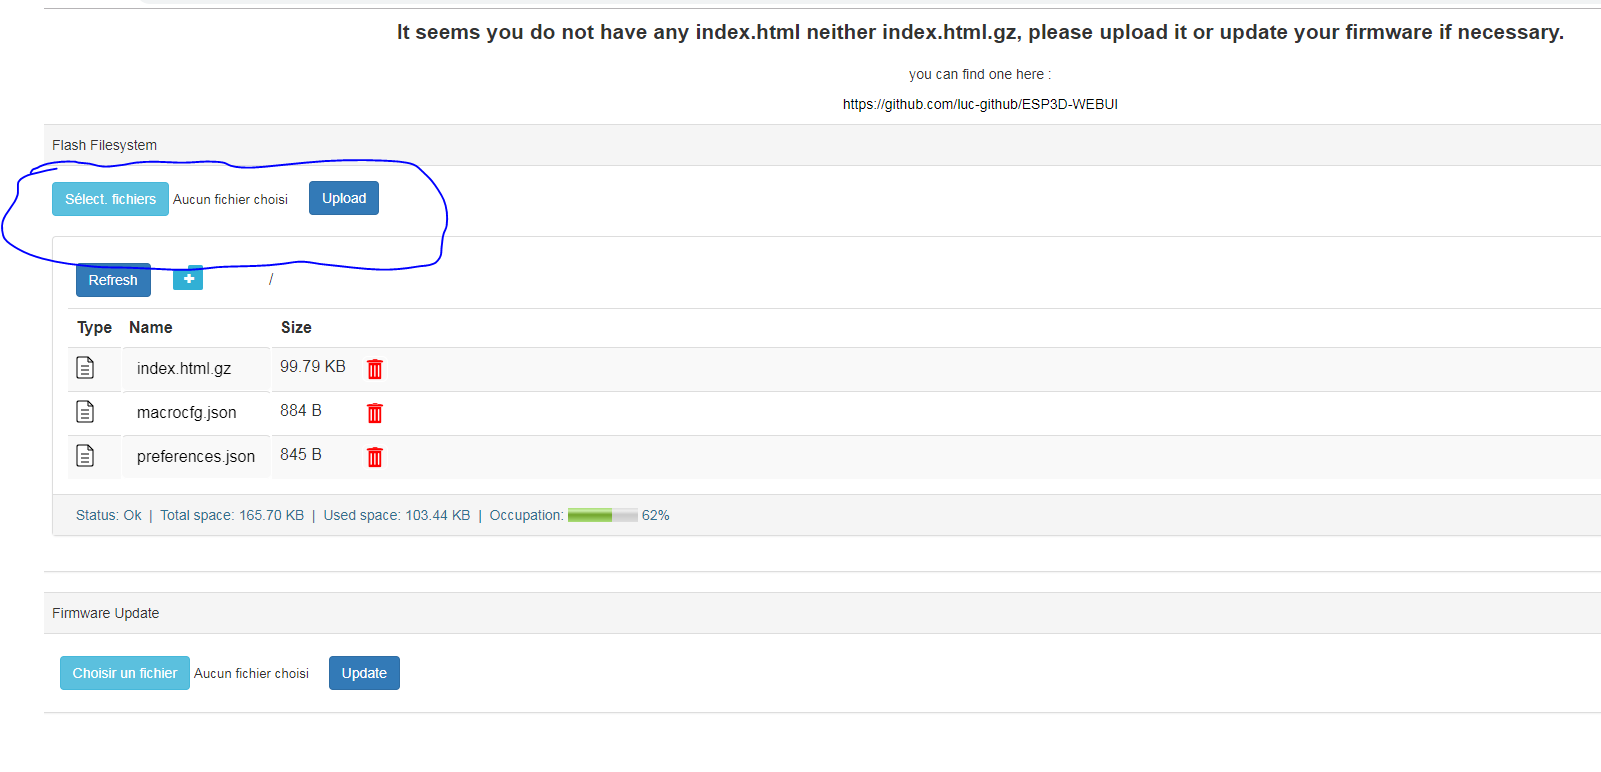 It seems you do not have any index.html neither index.html.gz, please upload it or update your firmware if necessary.
you can find one here :
https://github.com/luc-github/ESP3D-WEBUI
Flash Filesystem
Sélect. fichiers Aucun fichier choisi Upload
Refresh + /
Type Name Size
index.html.gz 99.79 KB
macrocfg.json 884 B
preferences.json 845 B
Status: Ok | Total space: 165.70 KB | Used space: 103.44 KB | Occupation: 62%
Firmware Update
Choisir un fichier Aucun fichier choisi Update